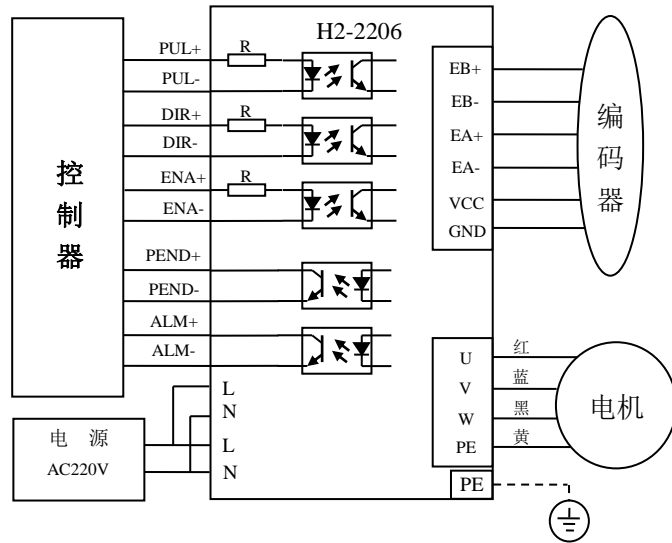 H2-2206
控制器
PUL+
R
PUL-
DIR+
R
DIR-
ENA+
R
ENA-
PEND+
PEND-
ALM+
ALM-
L
N
L
N
电 源
AC220V
EB+
EB-
EA+
EA-
VCC
GND
编码器
U
红
V
蓝
W
黑
PE
黄
电机
PE